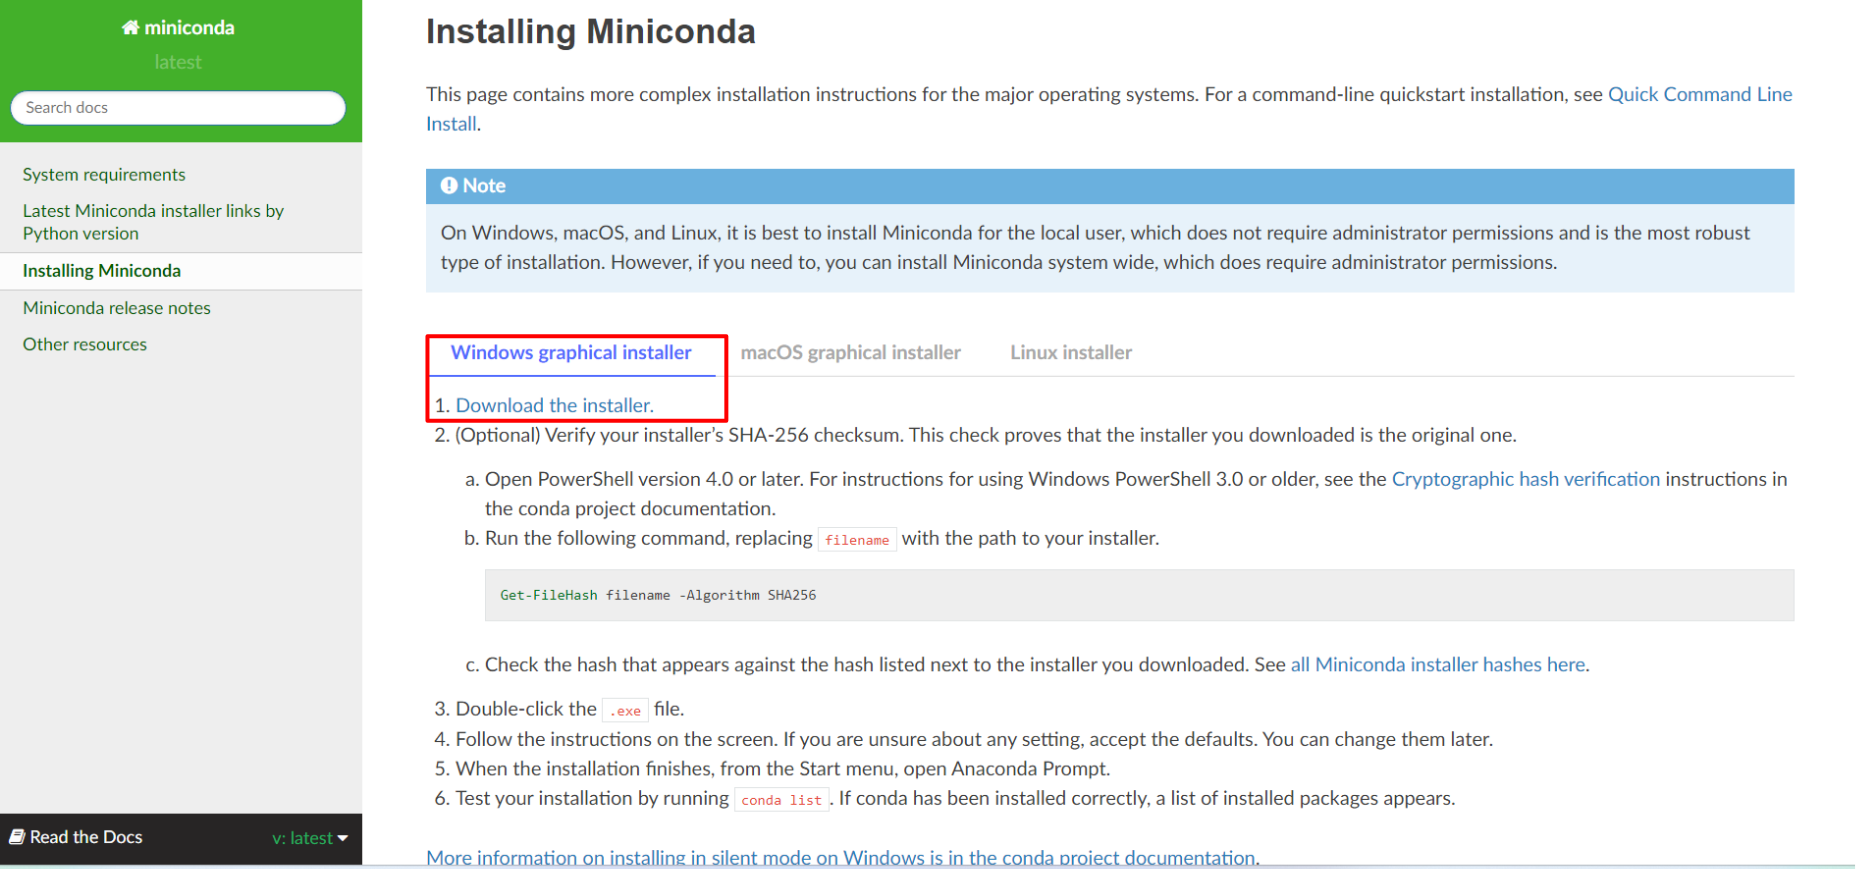 miniconda
latest
Search docs
System requirements
Latest Miniconda installer links by
Python version
Installing Miniconda
Miniconda release notes
Other resources
Read the Docs
v: latest
Installing Miniconda
This page contains more complex installation instructions for the major operating systems. For a command-line quickstart installation, see Quick Command Line
Install.
Note
On Windows, macOS, and Linux, it is best to install Miniconda for the local user, which does not require administrator permissions and is the most robust
type of installation. However, if you need to, you can install Miniconda system wide, which does require administrator permissions.
Windows graphical installer
macOS graphical installer
Linux installer
1. Download the installer.
2. (Optional) Verify your installer's SHA-256 checksum. This check proves that the installer you downloaded is the original one.
a. Open PowerShell version 4.0 or later. For instructions for using Windows PowerShell 3.0 or older, see the Cryptographic hash verification instructions in
the conda project documentation.
b. Run the following command, replacing filename with the path to your installer.
Get-FileHash filename -Algorithm SHA256
c. Check the hash that appears against the hash listed next to the installer you downloaded. See all Miniconda installer hashes here.
3. Double-click the .exe file.
4. Follow the instructions on the screen. If you are unsure about any setting, accept the defaults. You can change them later.
5. When the installation finishes, from the Start menu, open Anaconda Prompt.
6. Test your installation by running conda list. If conda has been installed correctly, a list of installed packages appears.
More information on installing in silent mode on Windows is in the conda project documentation.